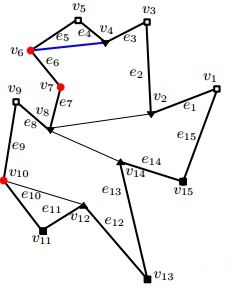 v₅
v₃
e₅ e₄ v₄ e₃
v₆
e₆
e₂ v₁
v₇
v₉ e₇
v₈ v₂ e₁
e₈ e₁₅
e₉
e₁₄
v₁₀ v₁₄
e₁₃ v₁₅
e₁₀ e₁₁
v₁₂ e₁₂
v₁₁
v₁₃